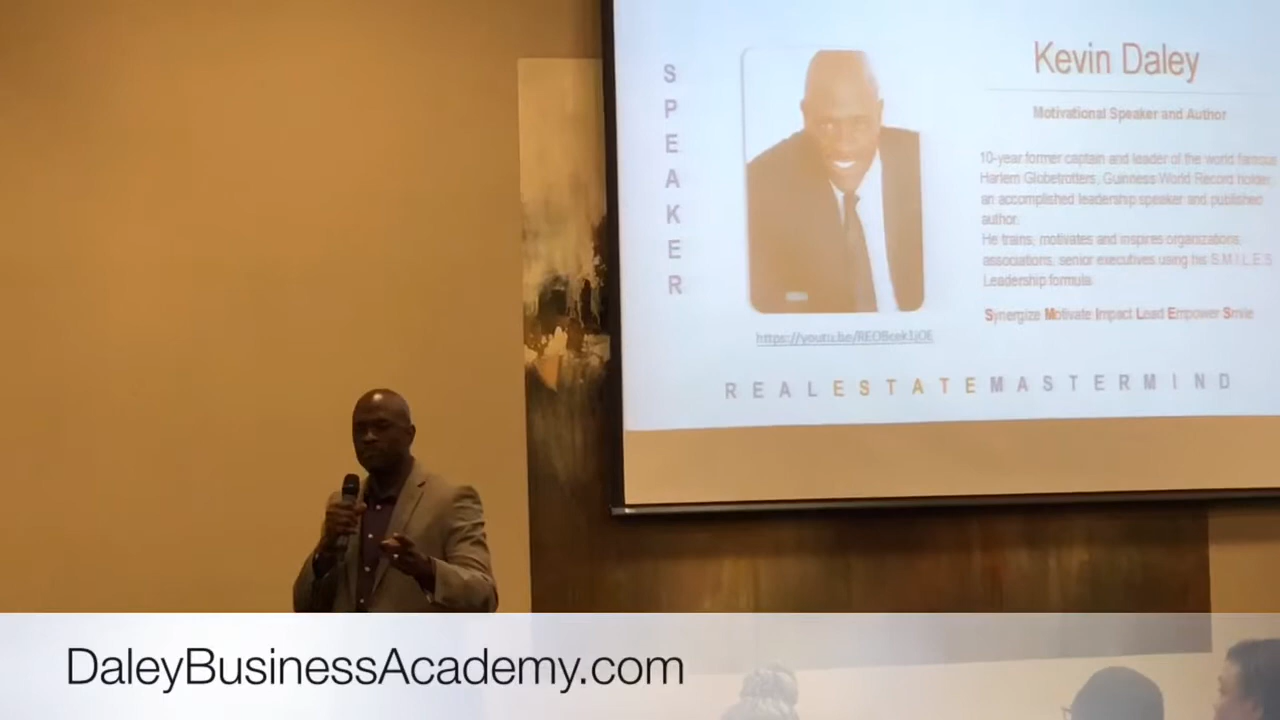 SPEAKER
Kevin Daley
Motivational Speaker and Author
10-year former captain and leader of the world famous
Harlem Globetrotters, Guinness World Record holder,
an accomplished leadership speaker and published
author.
He trains, motivates and inspires organizations,
associations, senior executives using his S.M.I.L.E.S
Leadership formula
Synergize Motivate Impact Lead Empower Smile
REALESTATEMASTERMIND
DaleyBusinessAcademy.com